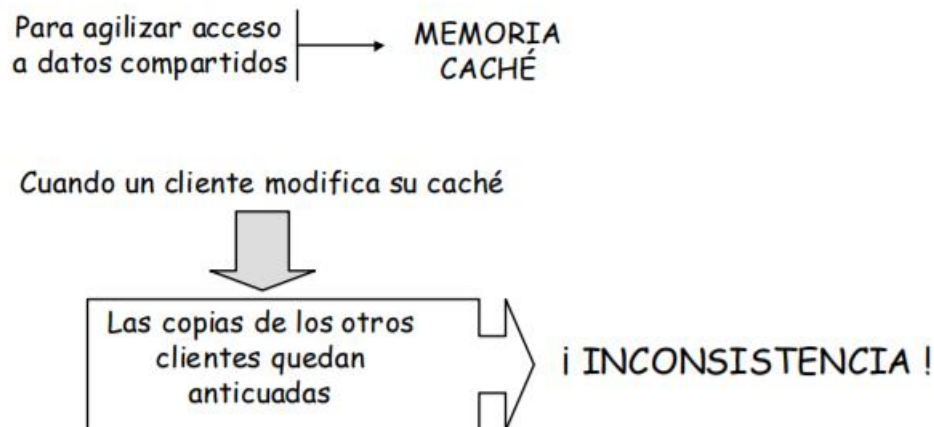 Para agilizar acceso
a datos compartidos
MEMORIA
CACHÉ
Cuando un cliente modifica su caché
Las copias de los otros
clientes quedan
anticuadas
¡ INCONSISTENCIA !